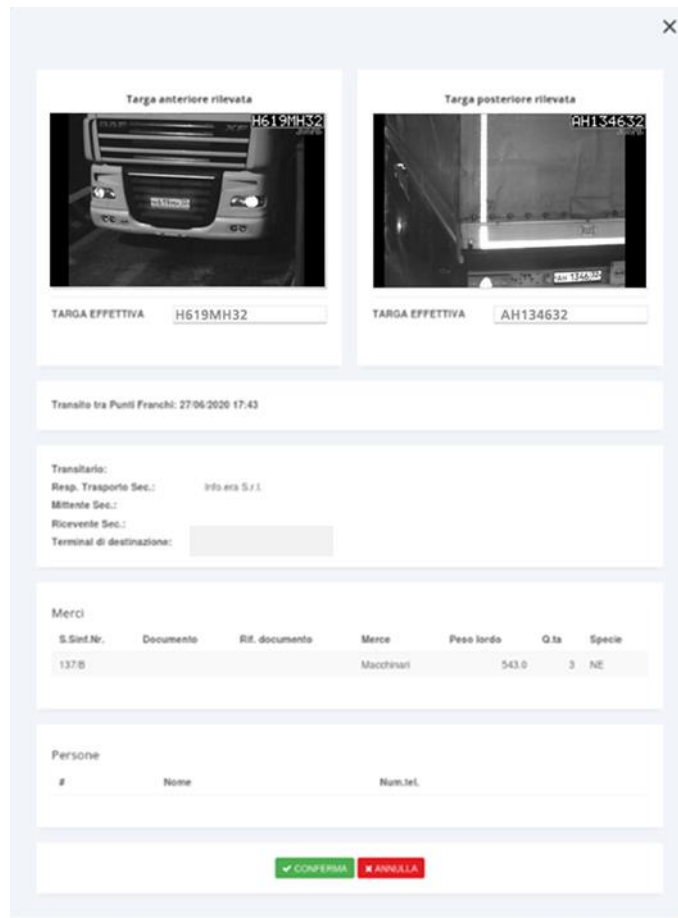 Targa anteriore rilevata
Targa posteriore rilevata
DAF
XF
H619MH32
AH134632
TARGA EFFETTIVA H619MH32
TARGA EFFETTIVA AH134632
Transito tra Punti Franchi: 27/06/2020 17:43
Transitario:
Resp. Trasporto Sec.: Info.era S.r.l.
Mittente Sec.:
Ricevente Sec.:
Terminal di destinazione:
Merci
S.Sint.Nr. Documento Rif. documento Merce Peso lordo Q.ta Specie
137/B Macchinari 543.0 3 NE
Persone
# Nome Num.tel.
CONFERMA ANNULLA